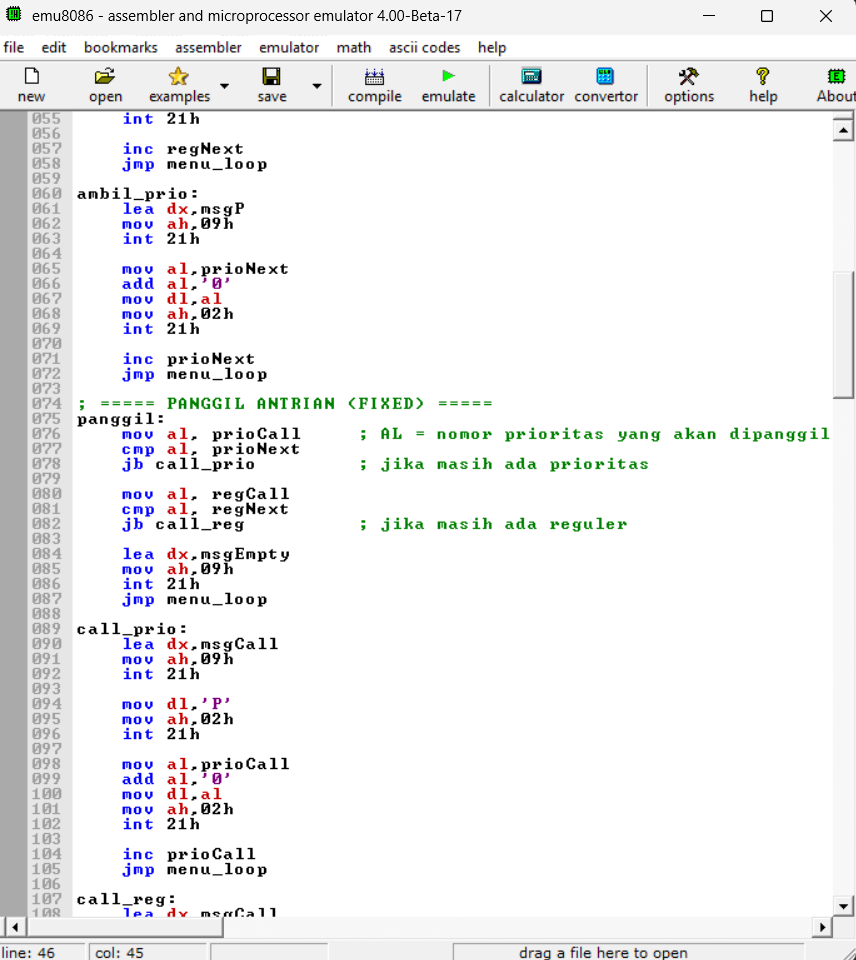 emu8086 - assembler and microprocessor emulator 4.00-Beta-17
file edit bookmarks assembler emulator math ascii codes help
new open examples save compile emulate calculator convertor options help About
055 int 21h
056
057 inc regNext
058 jmp menu_loop
059
060 ambil_prio:
061 lea dx,msgP
062 mov ah,09h
063 int 21h
064
065 mov al,prioNext
066 add al,'0'
067 mov dl,al
068 mov ah,02h
069 int 21h
070
071 inc prioNext
072 jmp menu_loop
073
074 ; ===== PANGGIL ANTRIAN (FIXED) =====
075 panggil:
076 mov al, prioCall ; AL = nomor prioritas yang akan dipanggil
077 cmp al, prioNext
078 jb call_prio ; jika masih ada prioritas
079
080 mov al, regCall
081 cmp al, regNext
082 jb call_reg ; jika masih ada reguler
083
084 lea dx,msgEmpty
085 mov ah,09h
086 int 21h
087 jmp menu_loop
088
089 call_prio:
090 lea dx,msgCall
091 mov ah,09h
092 int 21h
093
094 mov dl,'P'
095 mov ah,02h
096 int 21h
097
098 mov al,prioCall
099 add al,'0'
100 mov dl,al
101 mov ah,02h
102 int 21h
103
104 inc prioCall
105 jmp menu_loop
106
107 call_reg:
108 lea dx,msgCall
line: 46 col: 45 drag a file here to open